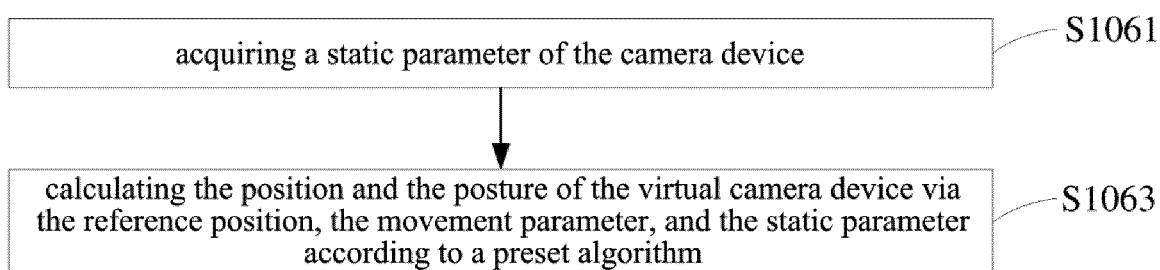 acquiring a static parameter of the camera device
S1061
calculating the position and the posture of the virtual camera device via
the reference position, the movement parameter, and the static parameter
according to a preset algorithm
S1063